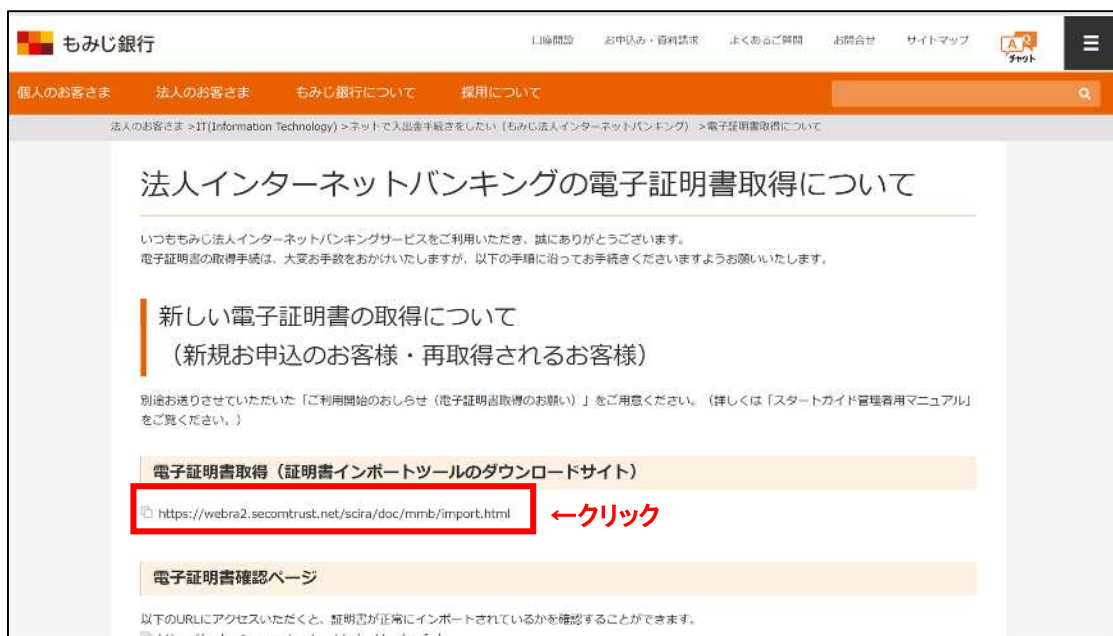 もみじ銀行
口座開設 お申込み・資料請求 よくあるご質問 お問合せ サイトマップ
A Q
チャット
個人のお客さま 法人のお客さま もみじ銀行について 採用について
法人のお客さま >IT(Information Technology) >ネットで入出金手続きをしたい（もみじ法人インターネットバンキング） >電子証明書取得について
法人インターネットバンキングの電子証明書取得について
いつももみじ法人インターネットバンキングサービスをご利用いただき、誠にありがとうございます。
電子証明書の取得手続は、大変お手数をおかけいたしますが、以下の手順に沿ってお手続きくださいますようお願いいたします。
新しい電子証明書の取得について
（新規お申込のお客様・再取得されるお客様）
別途お送りさせていただいた「ご利用開始のおしらせ（電子証明書取得のお願い）」をご用意ください。（詳しくは「スタートガイド管理者用マニュアル」
をご覧ください。）
電子証明書取得（証明書インポートツールのダウンロードサイト）
https://webra2.secomtrust.net/scira/doc/mmb/import.html
←クリック
電子証明書確認ページ
以下のURLにアクセスいただくと、証明書が正常にインポートされているかを確認することができます。